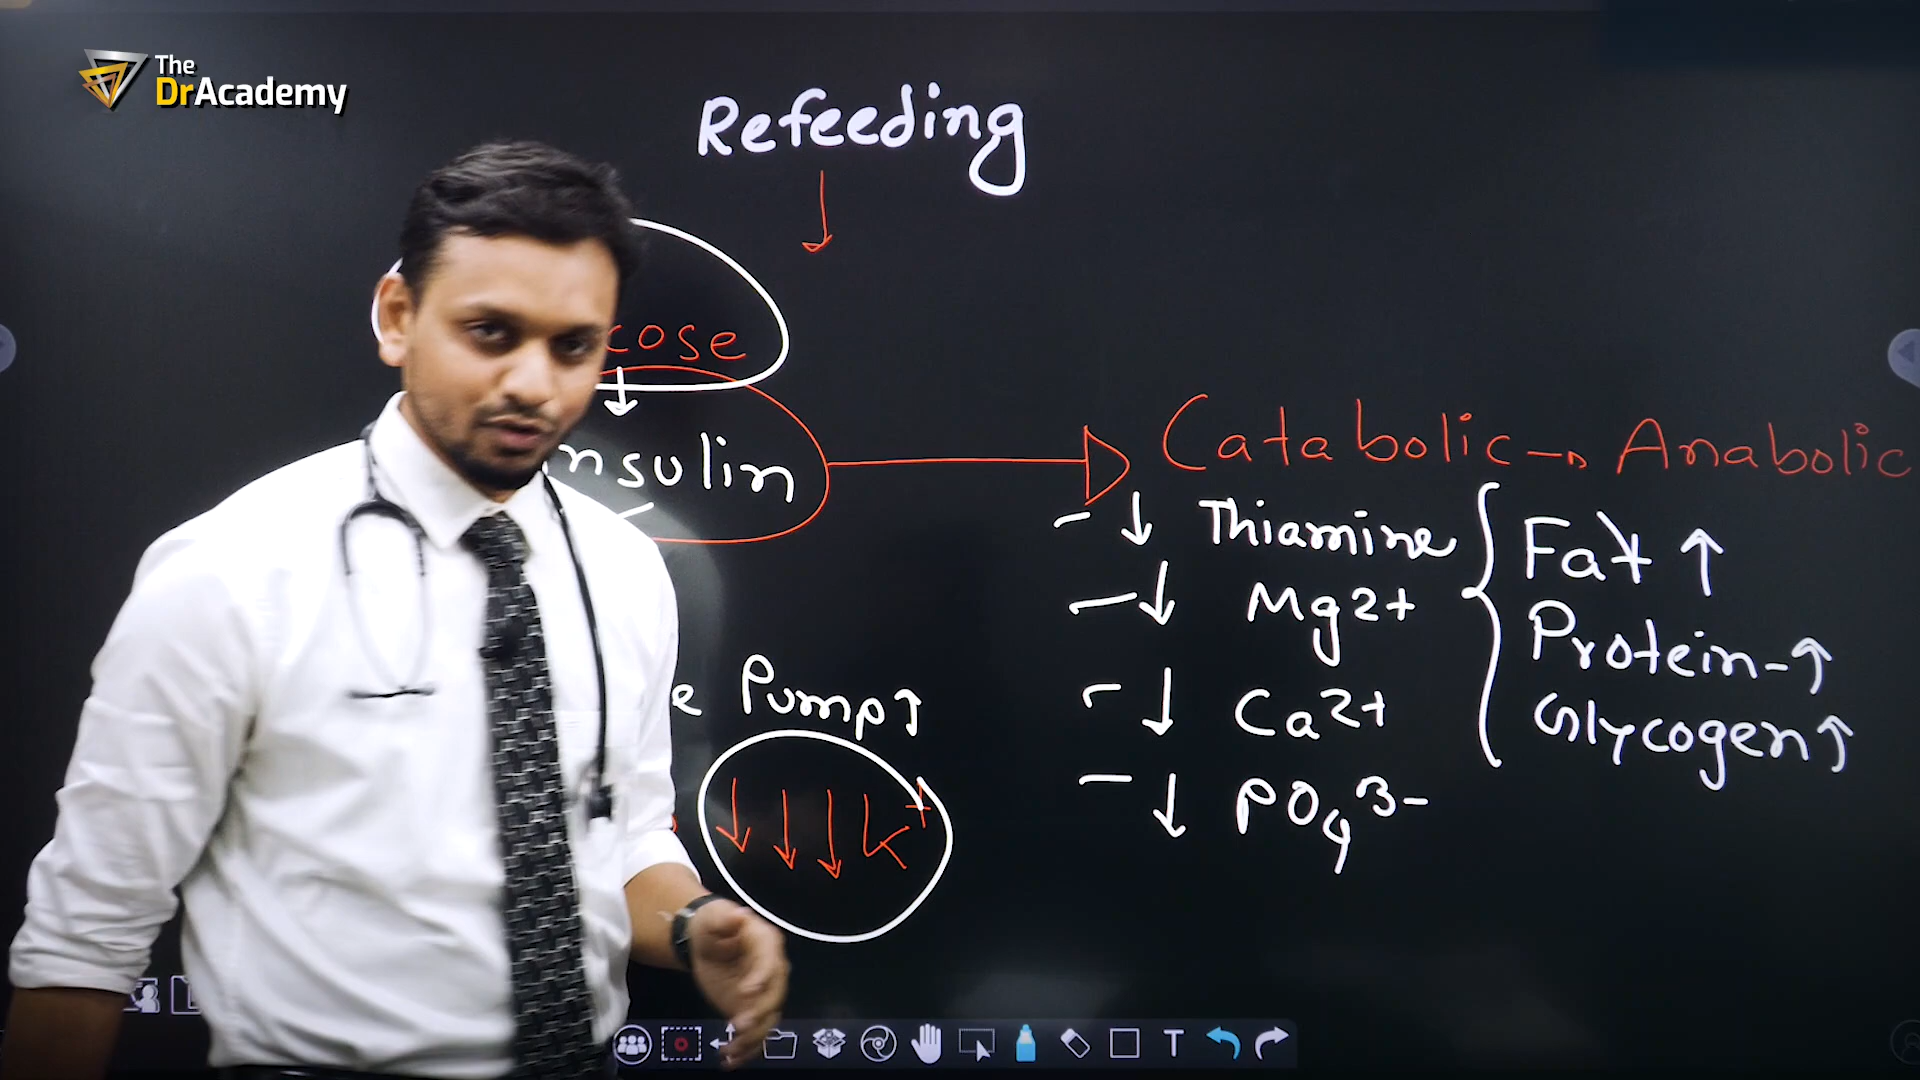 The
DrAcademy
Refeeding
cose
nsulin
Catabolic → Anabolic
- ↓ Thiamine
- ↓ Mg2+
- ↓ Ca2+
- ↓ PO4 3-
Fat ↑
Protein - ↑
Glycogen ↑
e Pump ↑
↓ ↓ ↓ K+
T